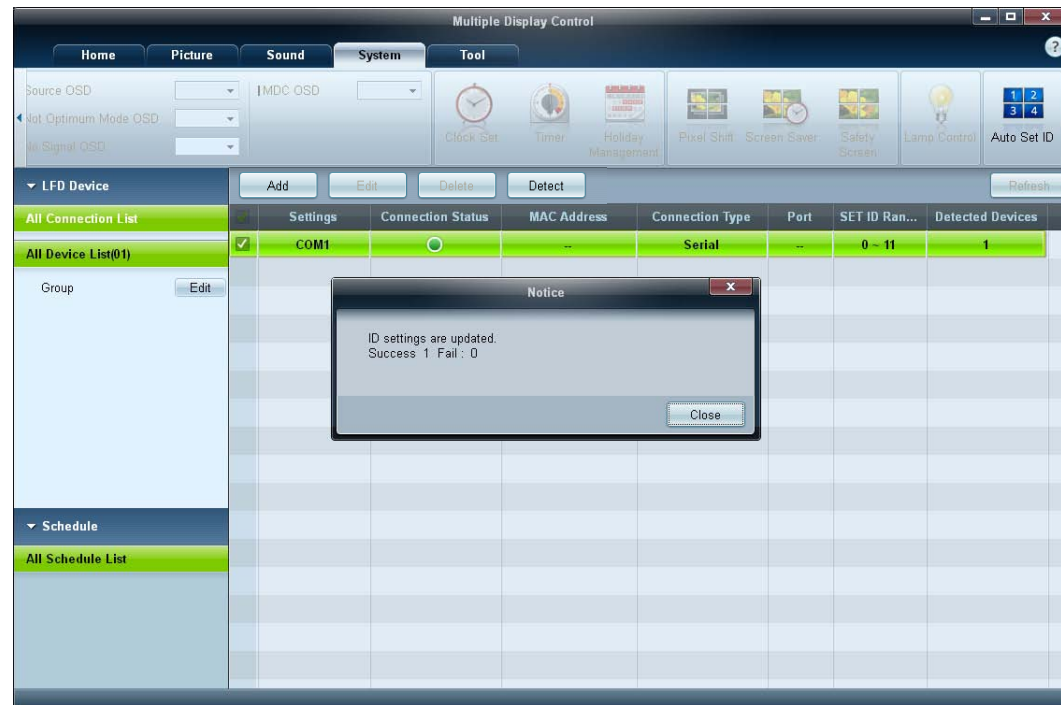 Multiple Display Control
Home Picture Sound System Tool
Source OSD MDC OSD
Not Optimum Mode OSD
No Signal OSD
Clock Set Timer Holiday Management Pixel Shift Screen Saver Safety Screen Lamp Control Auto Set ID
1 2
3 4
LFD Device
Add Edit Delete Detect Refresh
All Connection List
Settings Connection Status MAC Address Connection Type Port SET ID Ran... Detected Devices
COM1 -- Serial -- 0 ~ 11 1
All Device List(01)
Group Edit
Notice
ID settings are updated.
Success 1 Fail : 0
Close
Schedule
All Schedule List